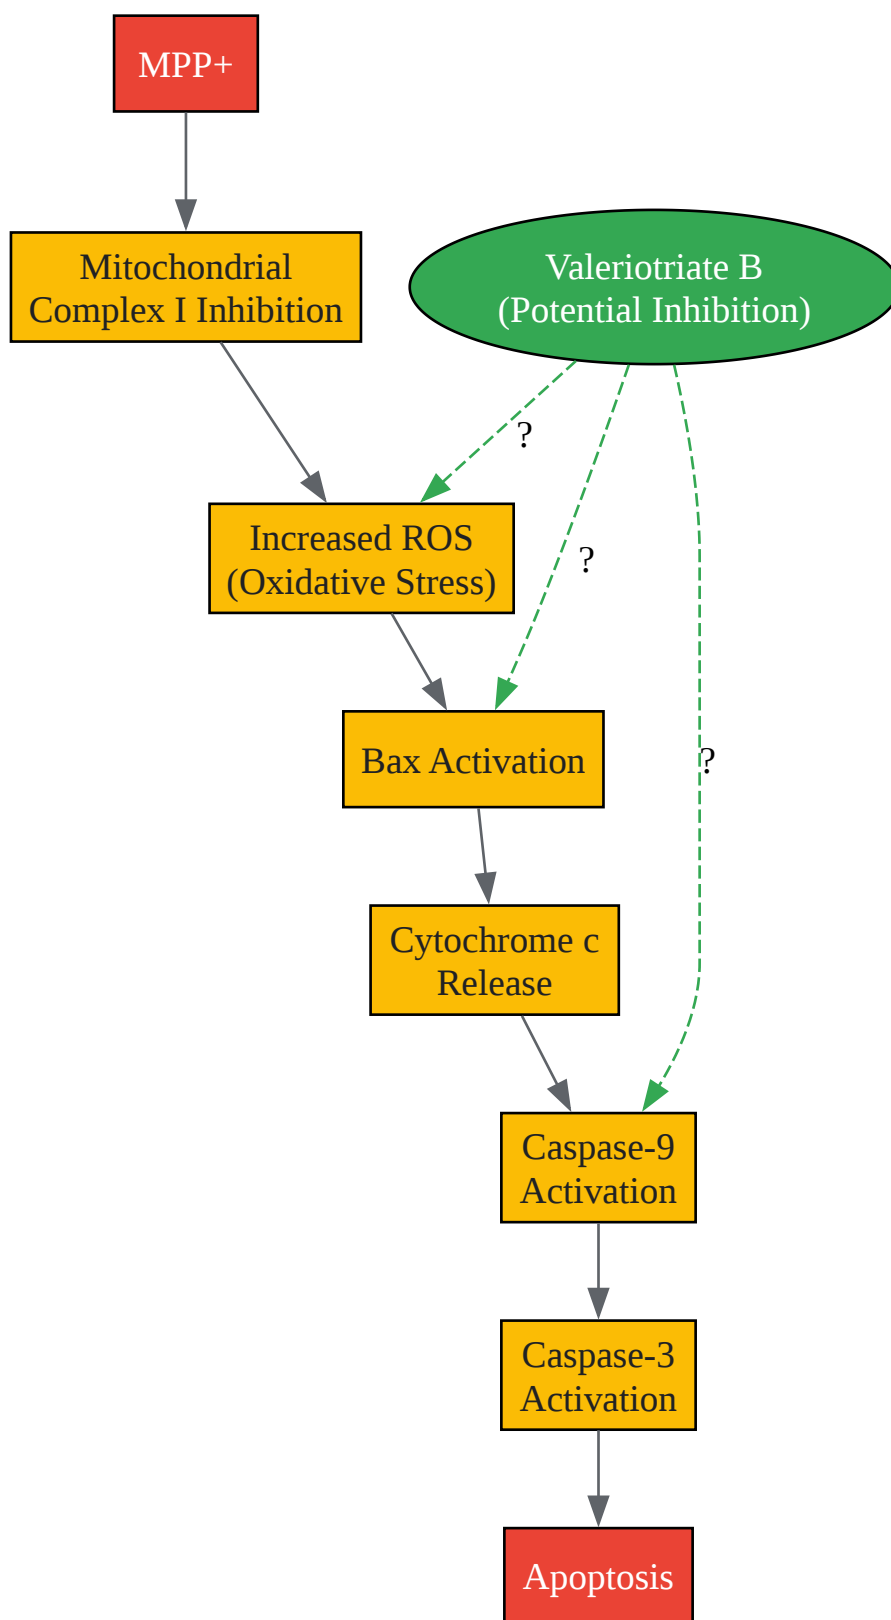 MPP+
Mitochondrial
Complex I Inhibition
Valeriotriate B
(Potential Inhibition)
?
Increased ROS
(Oxidative Stress)
?
Bax Activation
?
Cytochrome c
Release
Caspase-9
Activation
Caspase-3
Activation
Apoptosis